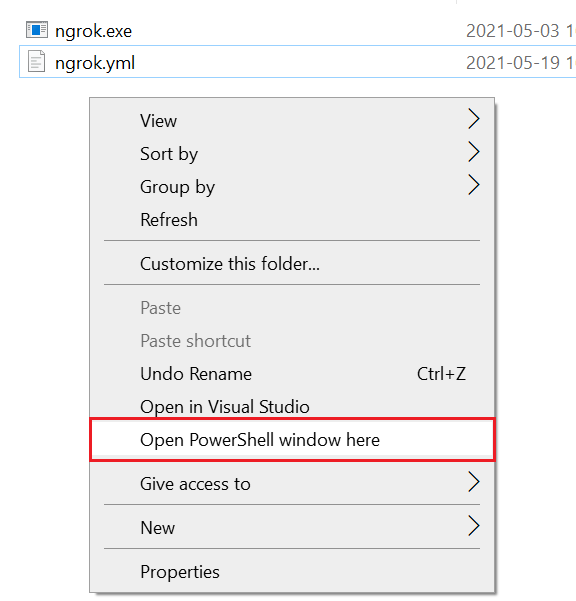 ngrok.exe 2021-05-03 1
ngrok.yml 2021-05-19 1
View
Sort by
Group by
Refresh
Customize this folder...
Paste
Paste shortcut
Undo Rename Ctrl+Z
Open in Visual Studio
Open PowerShell window here
Give access to
New
Properties